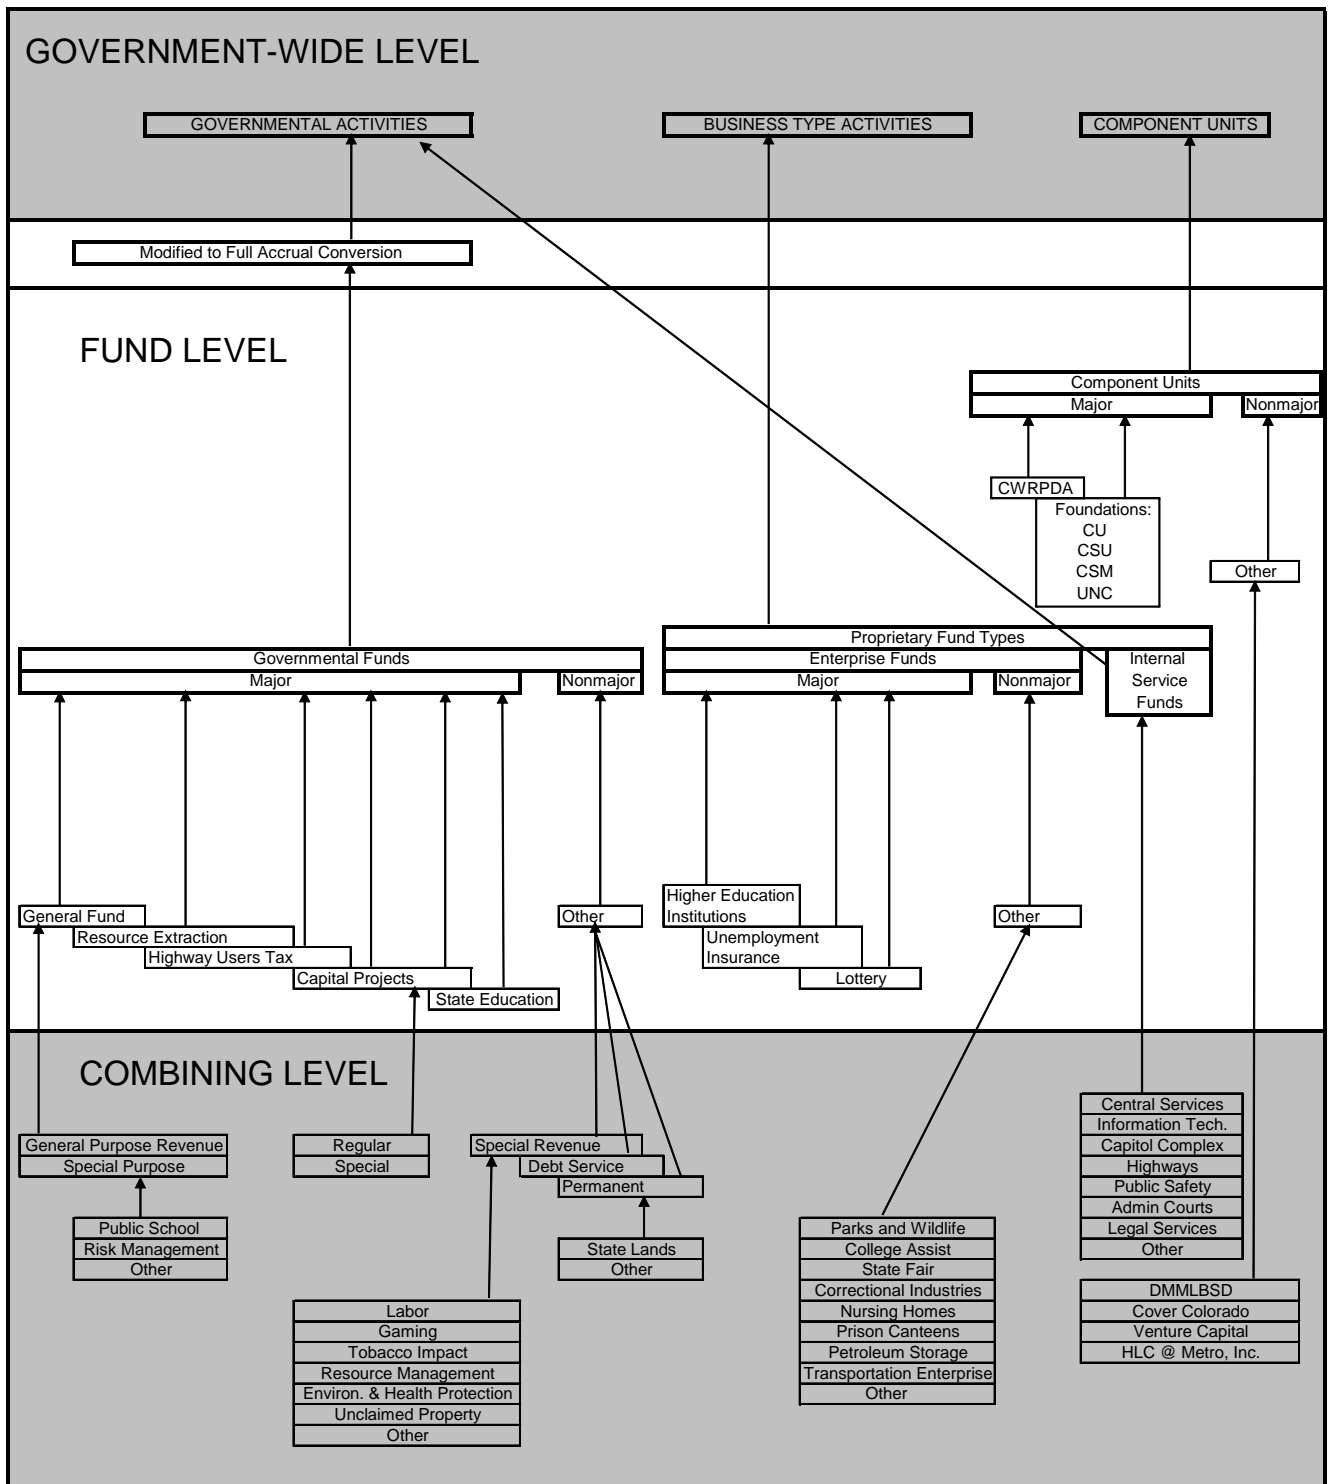 GOVERNMENT-WIDE LEVEL
GOVERNMENTAL ACTIVITIES
BUSINESS TYPE ACTIVITIES
COMPONENT UNITS
Modified to Full Accrual Conversion
FUND LEVEL
Component Units
Major
Nonmajor
CWRPDA
Foundations:
CU
CSU
CSM
UNC
Other
Proprietary Fund Types
Governmental Funds
Major
Nonmajor
Enterprise Funds
Major
Nonmajor
Internal
Service
Funds
General Fund
Resource Extraction
Highway Users Tax
Capital Projects
State Education
Other
Higher Education
Institutions
Unemployment
Insurance
Lottery
Other
COMBINING LEVEL
General Purpose Revenue
Special Purpose
Public School
Risk Management
Other
Regular
Special
Special Revenue
Debt Service
Permanent
State Lands
Other
Labor
Gaming
Tobacco Impact
Resource Management
Environ. & Health Protection
Unclaimed Property
Other
Parks and Wildlife
College Assist
State Fair
Correctional Industries
Nursing Homes
Prison Canteens
Petroleum Storage
Transportation Enterprise
Other
Central Services
Information Tech.
Capitol Complex
Highways
Public Safety
Admin Courts
Legal Services
Other
DMMLBSD
Cover Colorado
Venture Capital
HLC @ Metro, Inc.